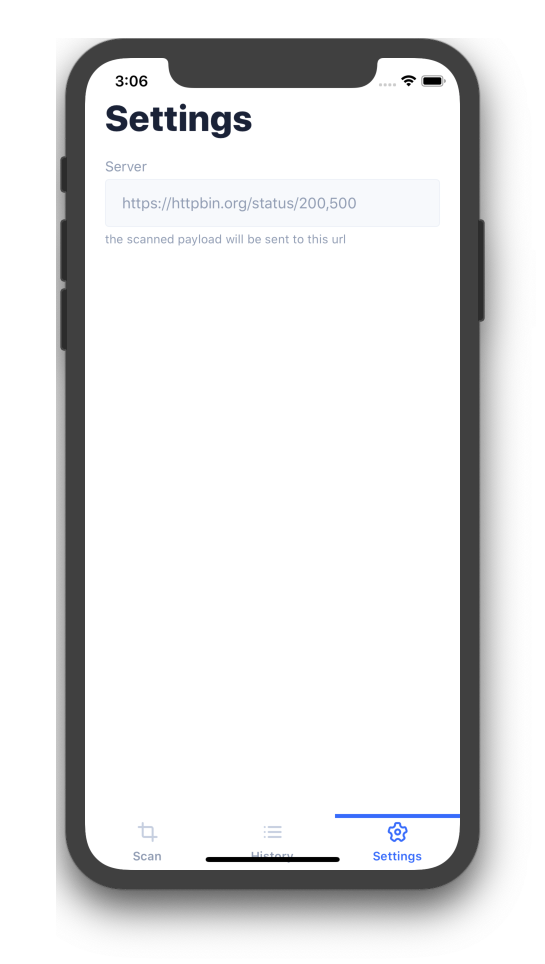 3:06
Settings
Server
https://httpbin.org/status/200,500
the scanned payload will be sent to this url
Scan
History
Settings